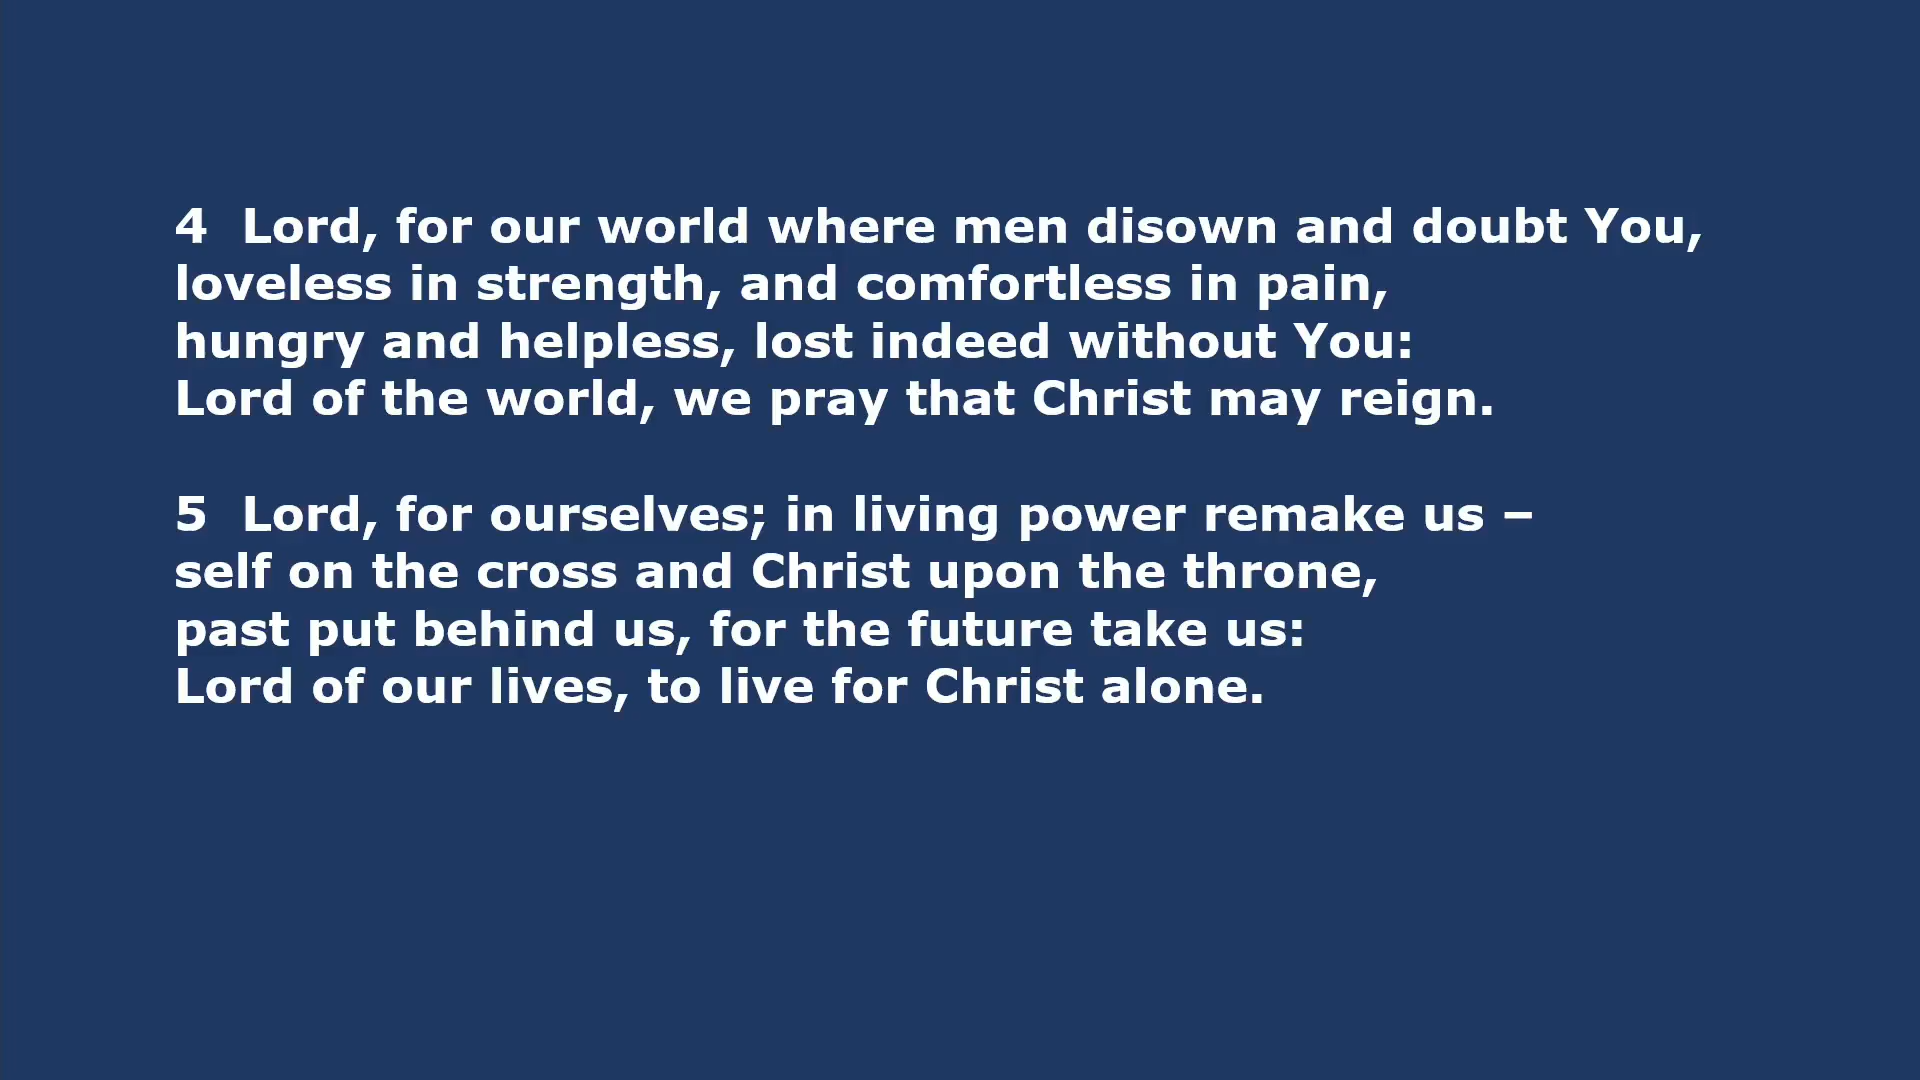 4  Lord, for our world where men disown and doubt You,
loveless in strength, and comfortless in pain,
hungry and helpless, lost indeed without You:
Lord of the world, we pray that Christ may reign.
5  Lord, for ourselves; in living power remake us –
self on the cross and Christ upon the throne,
past put behind us, for the future take us:
Lord of our lives, to live for Christ alone.